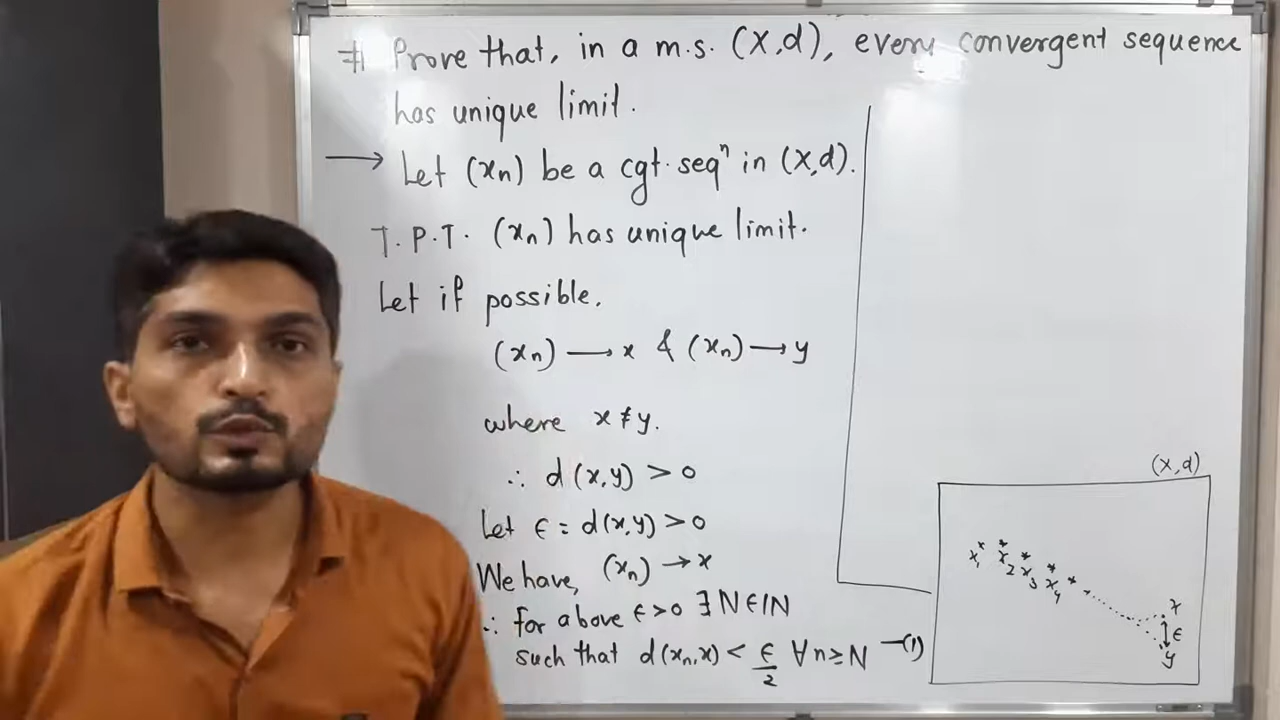 # Prove that, in a m.s. (X,d), every convergent sequence
has unique limit.
→ Let (xₙ) be a cgt. seqⁿ in (X,d).
T.P.T. (xₙ) has unique limit.
Let if possible,
(xₙ) → x & (xₙ) → y
where x ≠ y.
∴ d(x,y) > 0
Let ϵ = d(x,y) > 0
We have, (xₙ) → x
∴ for above ϵ>0 ∃ N∈ℕ
such that d(xₙ,x) < ϵ/2 ∀n≥N —(1)
(X,d)
x₁ x₂ x₃ x₄
x
ϵ
y